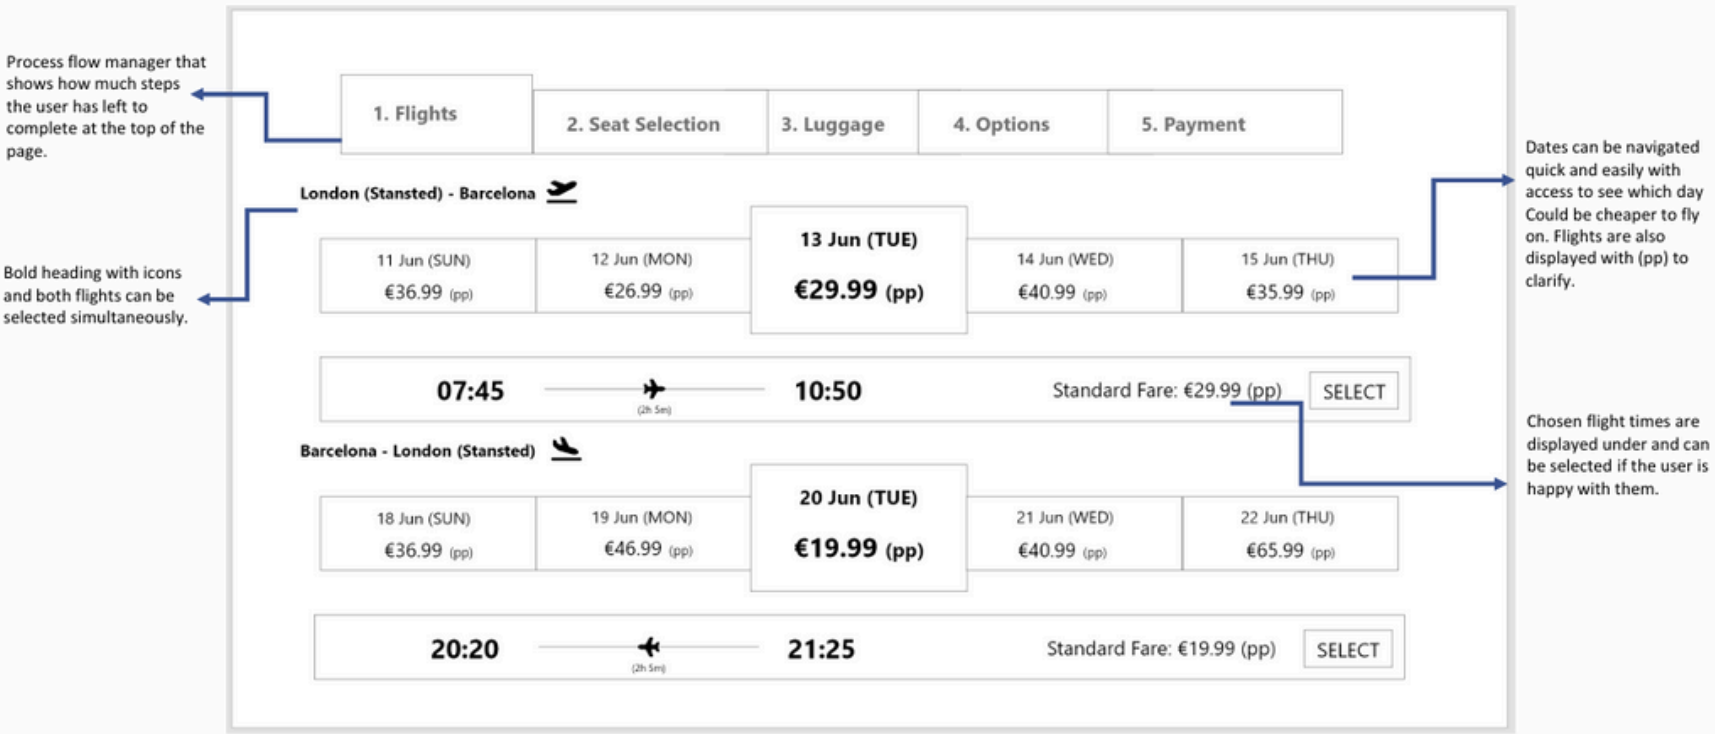 Process flow manager that
shows how much steps
the user has left to
complete at the top of the
page.
1. Flights
2. Seat Selection
3. Luggage
4. Options
5. Payment
London (Stansted) - Barcelona
Bold heading with icons
and both flights can be
selected simultaneously.
11 Jun (SUN)
€36.99 (pp)
12 Jun (MON)
€26.99 (pp)
13 Jun (TUE)
€29.99 (pp)
14 Jun (WED)
€40.99 (pp)
15 Jun (THU)
€35.99 (pp)
Dates can be navigated
quick and easily with
access to see which day
Could be cheaper to fly
on. Flights are also
displayed with (pp) to
clarify.
07:45
(2h 5m)
10:50
Standard Fare: €29.99 (pp)
SELECT
Chosen flight times are
displayed under and can
be selected if the user is
happy with them.
Barcelona - London (Stansted)
18 Jun (SUN)
€36.99 (pp)
19 Jun (MON)
€46.99 (pp)
20 Jun (TUE)
€19.99 (pp)
21 Jun (WED)
€40.99 (pp)
22 Jun (THU)
€65.99 (pp)
20:20
(2h 5m)
21:25
Standard Fare: €19.99 (pp)
SELECT